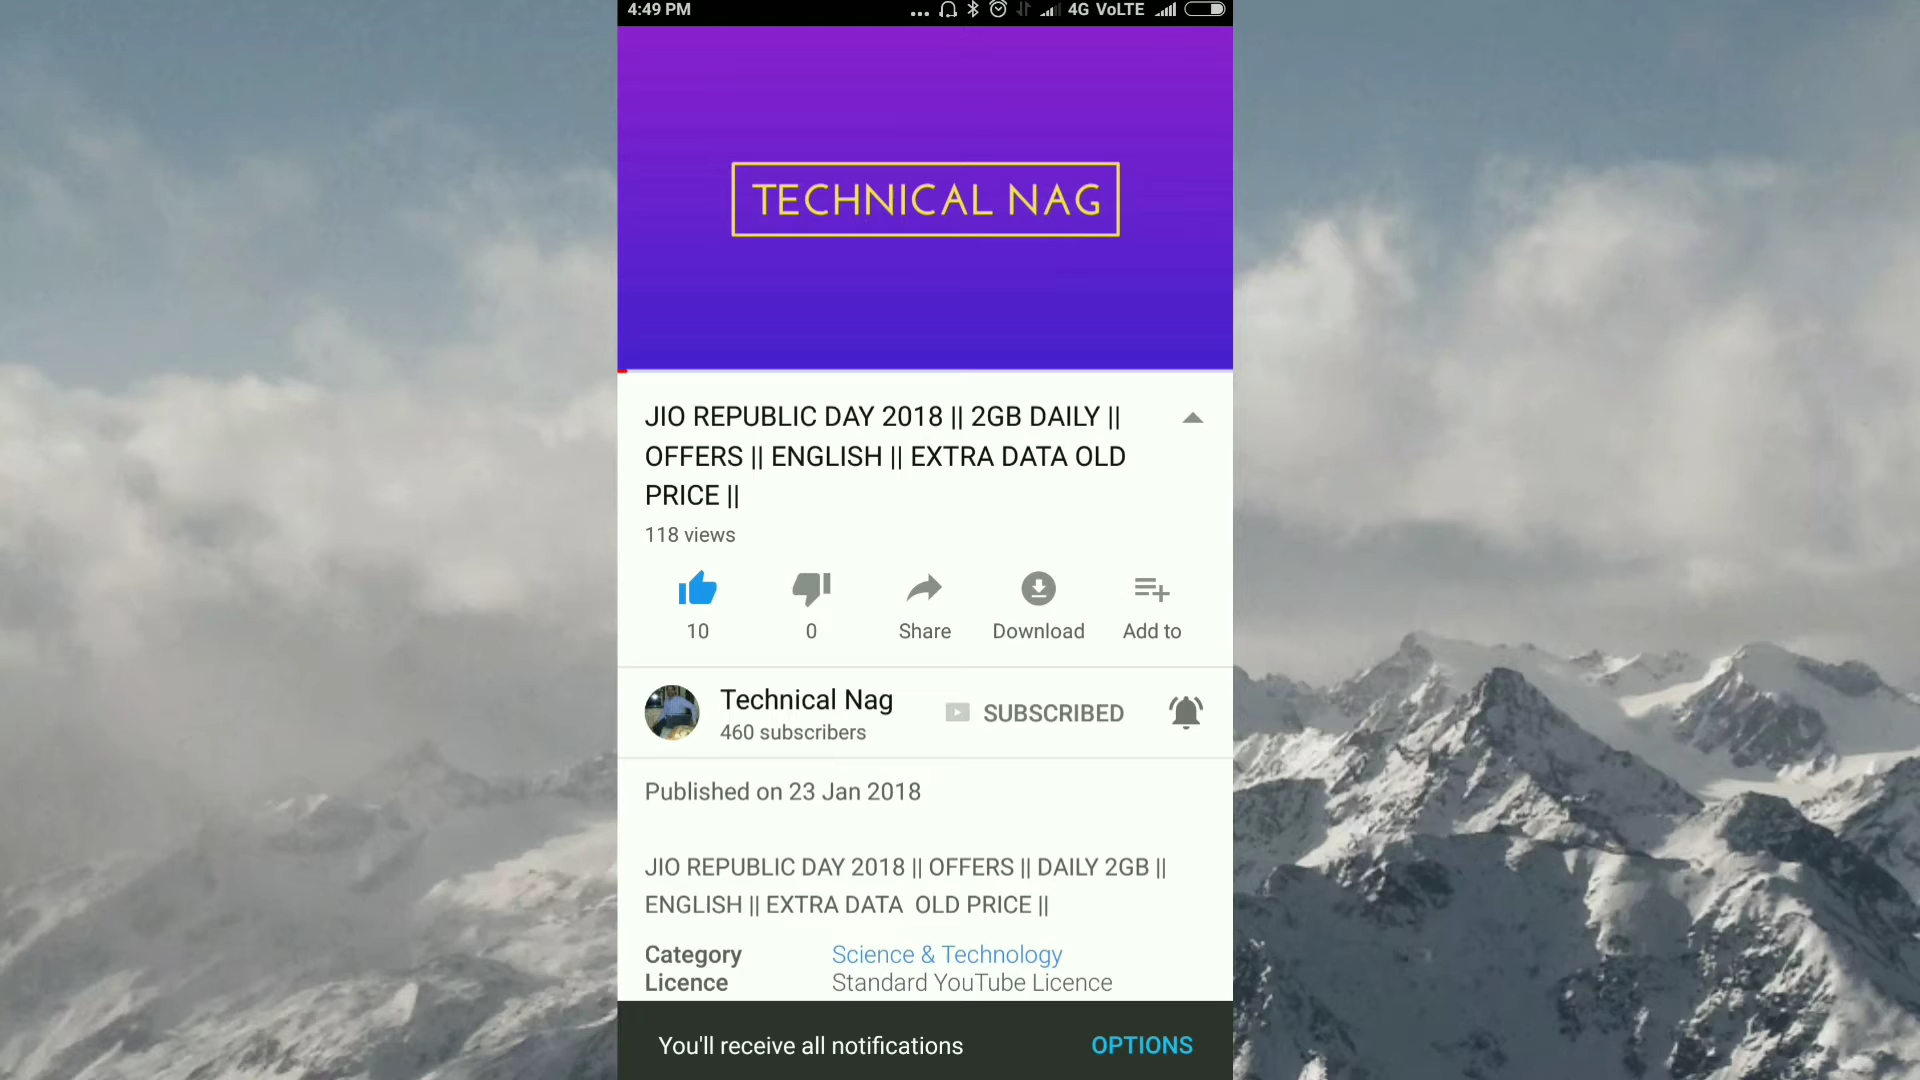 4:49 PM
4G VoLTE
TECHNICAL NAG
JIO REPUBLIC DAY 2018 || 2GB DAILY ||
OFFERS || ENGLISH || EXTRA DATA OLD
PRICE ||
118 views
10
0
Share
Download
Add to
Technical Nag
SUBSCRIBED
460 subscribers
Published on 23 Jan 2018
JIO REPUBLIC DAY 2018 || OFFERS || DAILY 2GB ||
ENGLISH || EXTRA DATA  OLD PRICE ||
Category Science & Technology
Licence Standard YouTube Licence
You'll receive all notifications OPTIONS